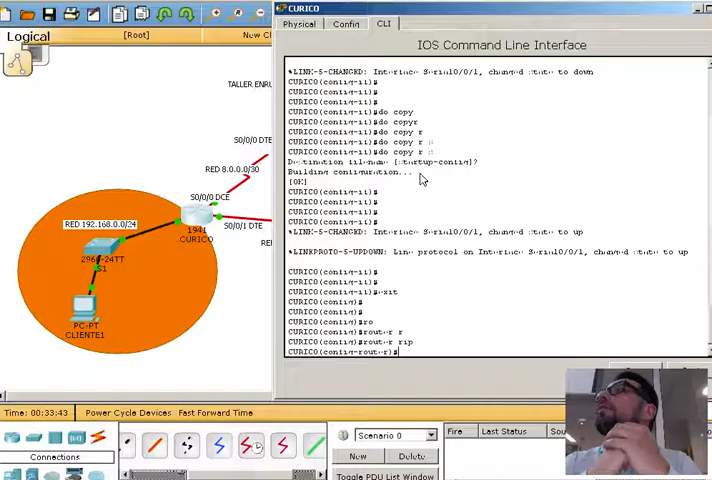 CURICO
Logical
[Root]
New Cl
Physical
Config
CLI
IOS Command Line Interface
TALLER ENRU
S0/0/0 DTE
RED 8.0.0.0/30
S0/0/0 DCE
RED 192.168.0.0/24
1941
CURICO
S0/0/1 DTE
RE
S1
PC-PT
CLIENTE1
%LINK-5-CHANGED: Interface Serial0/0/1, changed state to down
CURICO(config-if)#
CURICO(config-if)#
CURICO(config-if)#
CURICO(config-if)#do copy
CURICO(config-if)#do copyr
CURICO(config-if)#do copy r
CURICO(config-if)#do copy r s
CURICO(config-if)#do copy r s
Destination filename [startup-config]?
Building configuration...
[OK]
CURICO(config-if)#
CURICO(config-if)#
CURICO(config-if)#
CURICO(config-if)#
%LINK-5-CHANGED: Interface Serial0/0/1, changed state to up
%LINEPROTO-5-UPDOWN: Line protocol on Interface Serial0/0/1, changed state to up
CURICO(config-if)#
CURICO(config-if)#
CURICO(config-if)#exit
CURICO(config)#
CURICO(config)#
CURICO(config)#ro
CURICO(config)#router r
CURICO(config)#router rip
CURICO(config-router)#
Time: 00:33:43
Power Cycle Devices
Fast Forward Time
Connections
Scenario 0
New
Delete
Toggle PDU List Window
Fire
Last Status
Sou